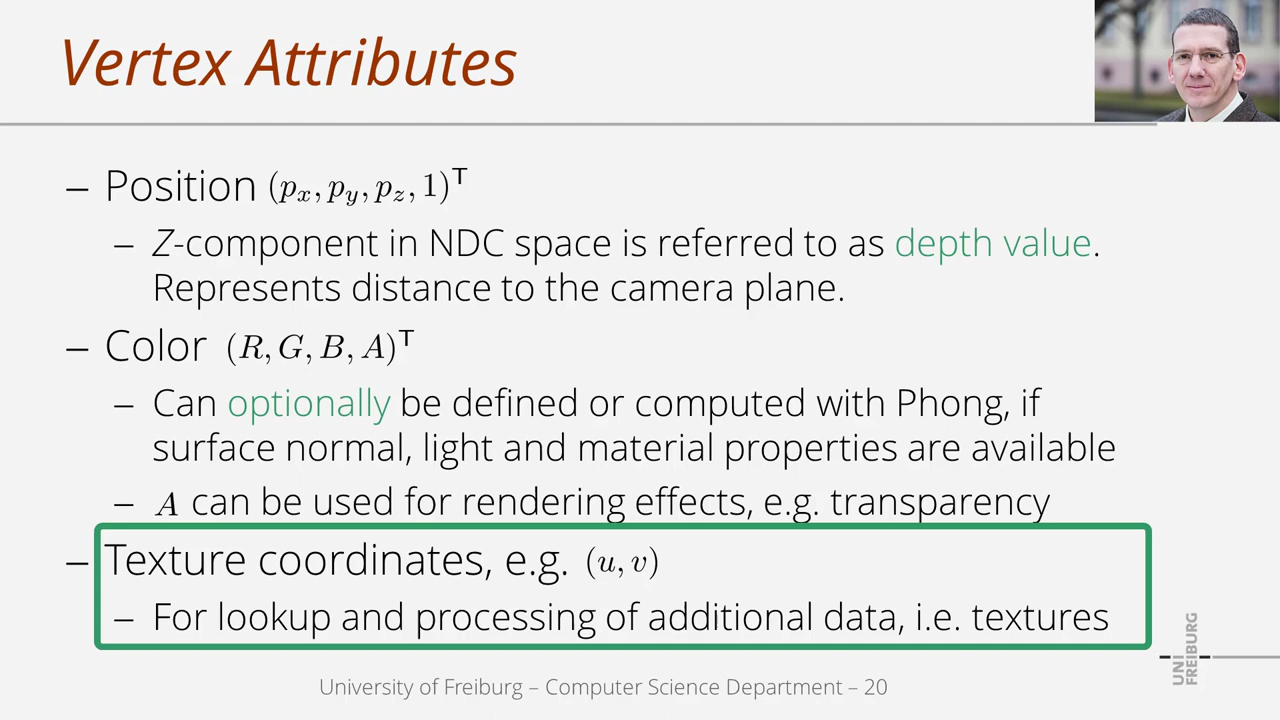 Vertex Attributes
– Position (pₓ, p_y, p_z, 1)ᵀ
– Z-component in NDC space is referred to as depth value.
Represents distance to the camera plane.
– Color (R, G, B, A)ᵀ
– Can optionally be defined or computed with Phong, if
surface normal, light and material properties are available
– A can be used for rendering effects, e.g. transparency
– Texture coordinates, e.g. (u, v)
– For lookup and processing of additional data, i.e. textures
University of Freiburg – Computer Science Department – 20
UNI
FREIBURG